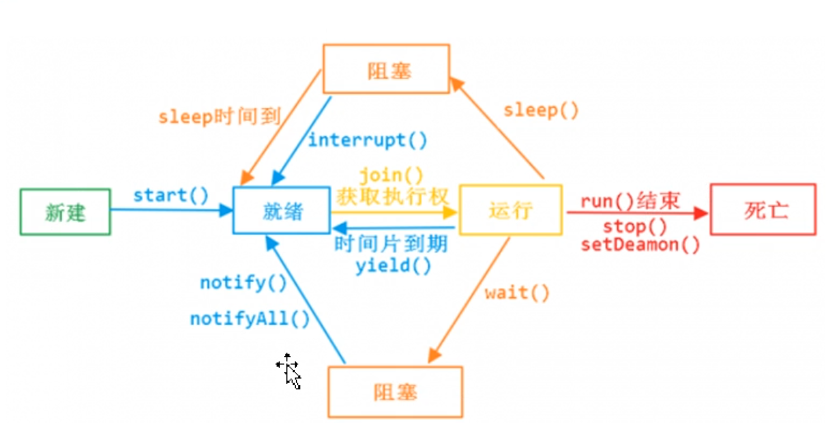 阻塞
sleep时间到
sleep()
interrupt()
join()
获取执行权
新建
start()
就绪
运行
run()结束
死亡
stop()
setDeamon()
时间片到期
yield()
notify()
notifyAll()
wait()
阻塞